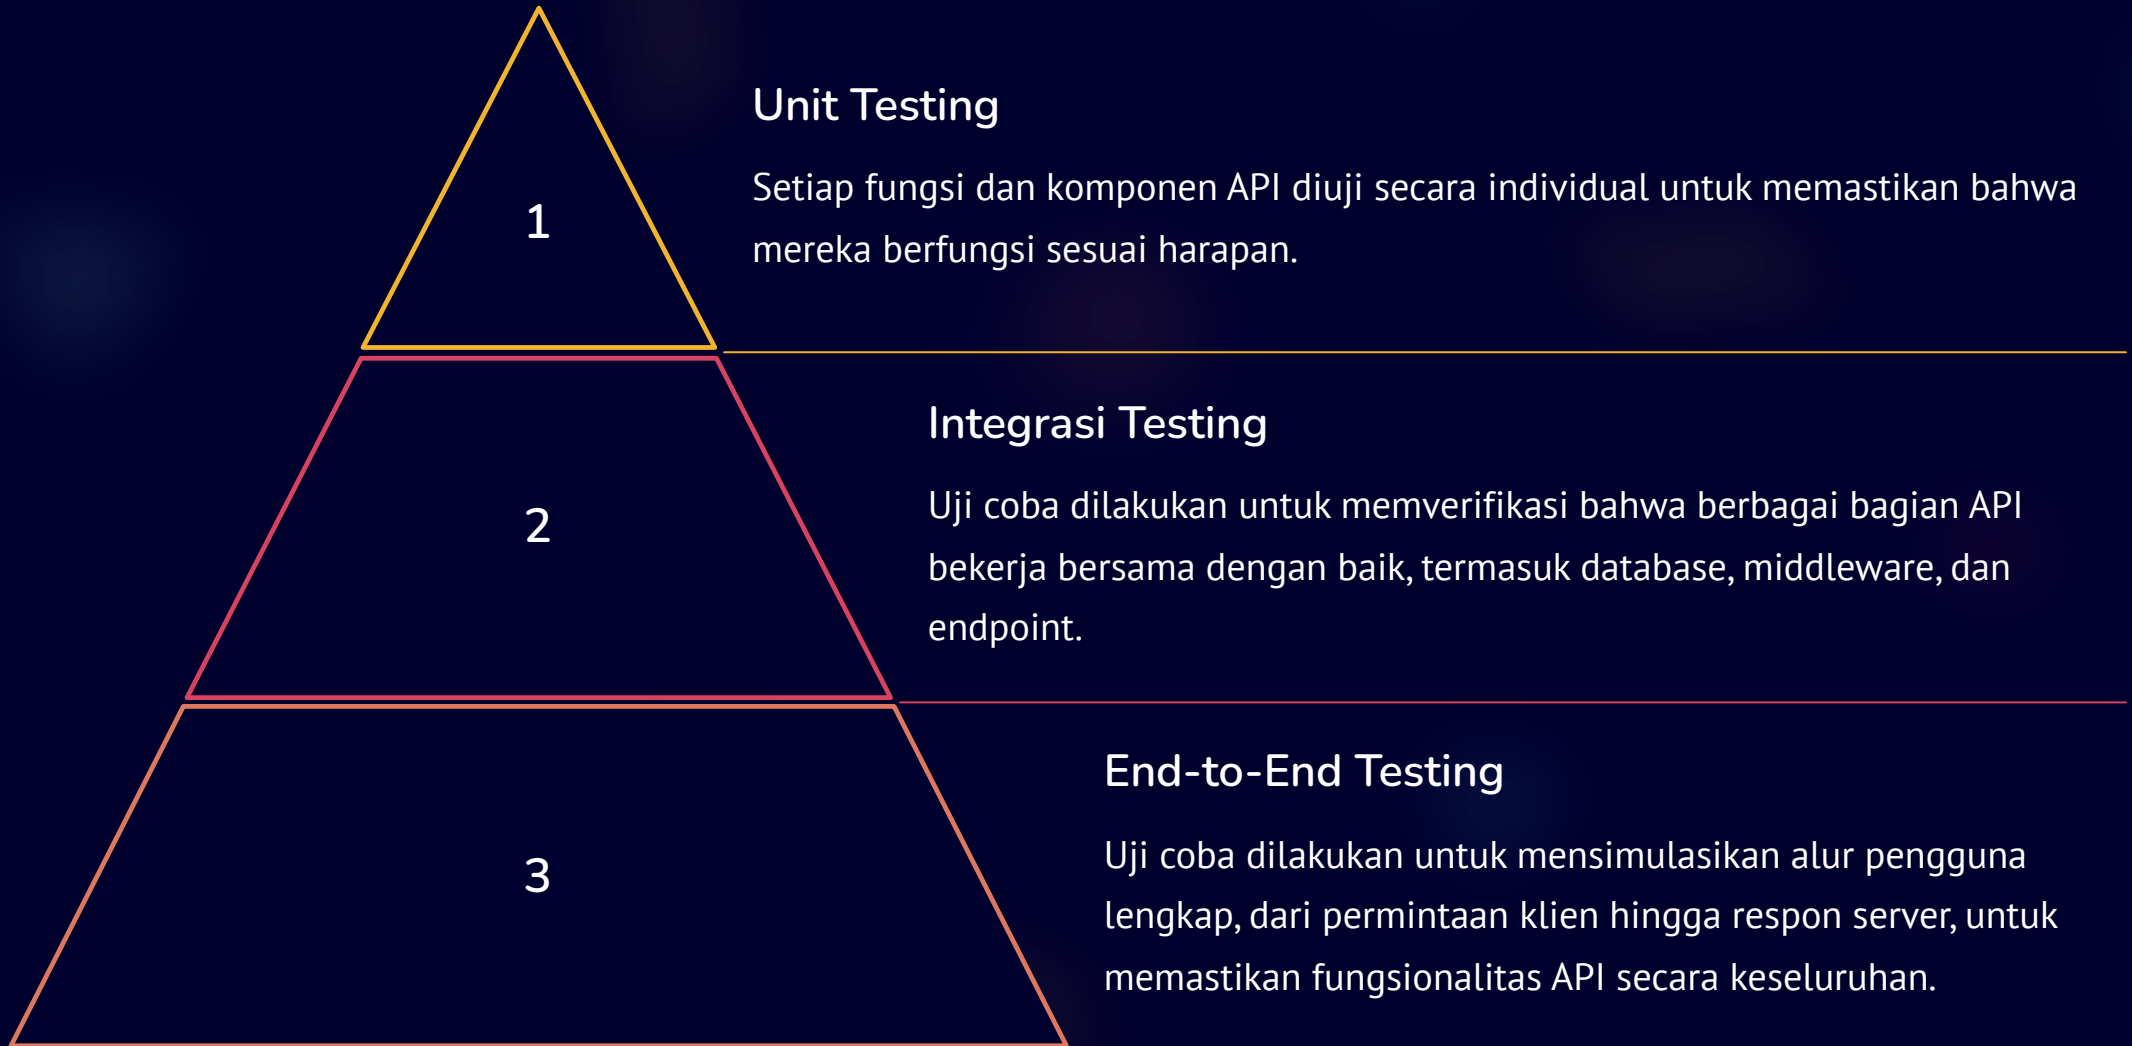 1
Unit Testing
Setiap fungsi dan komponen API diuji secara individual untuk memastikan bahwa
mereka berfungsi sesuai harapan.
2
Integrasi Testing
Uji coba dilakukan untuk memverifikasi bahwa berbagai bagian API
bekerja bersama dengan baik, termasuk database, middleware, dan
endpoint.
3
End-to-End Testing
Uji coba dilakukan untuk mensimulasikan alur pengguna
lengkap, dari permintaan klien hingga respon server, untuk
memastikan fungsionalitas API secara keseluruhan.